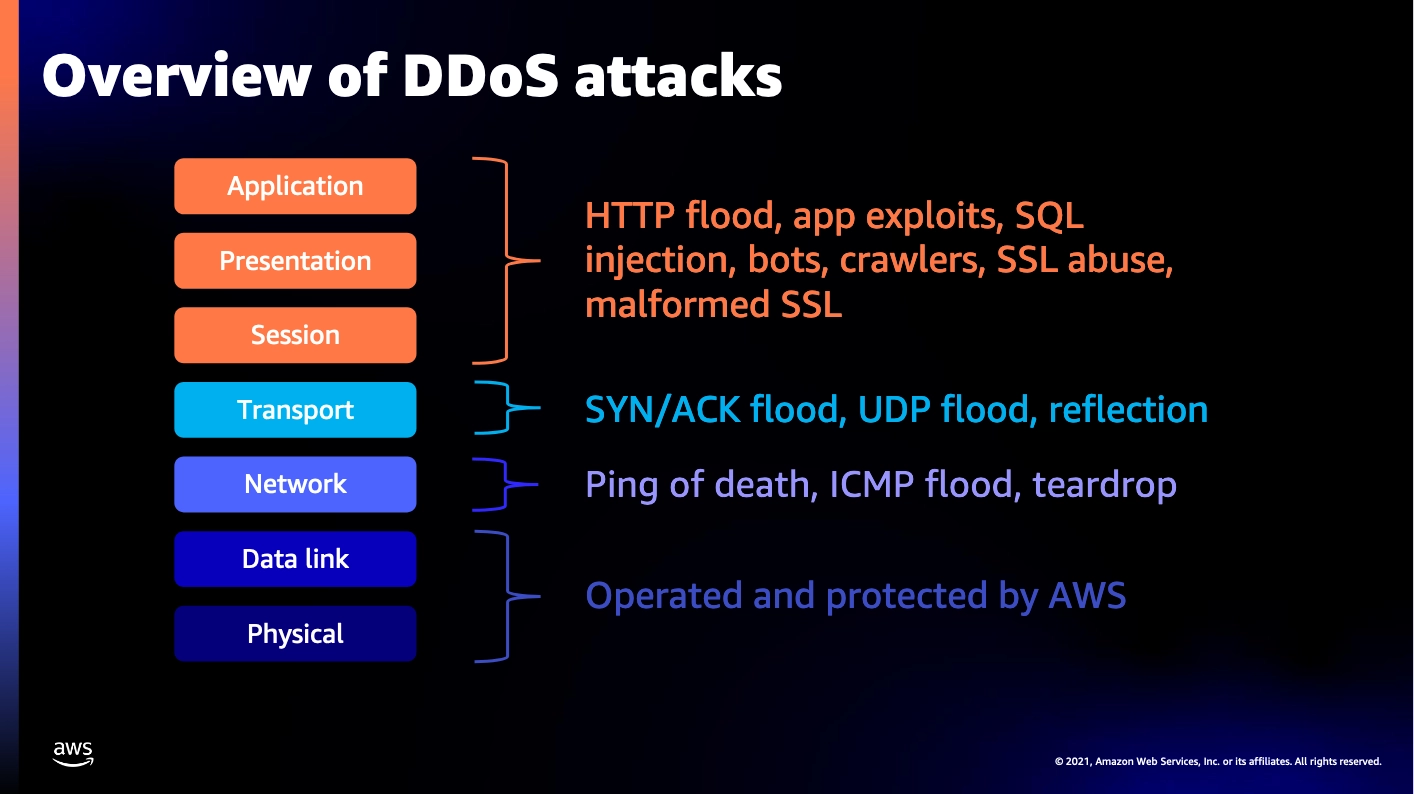 Overview of DDoS attacks
Application
Presentation
Session
HTTP flood, app exploits, SQL
injection, bots, crawlers, SSL abuse,
malformed SSL
Transport
SYN/ACK flood, UDP flood, reflection
Network
Ping of death, ICMP flood, teardrop
Data link
Physical
Operated and protected by AWS
aws
© 2021, Amazon Web Services, Inc. or its affiliates. All rights reserved.